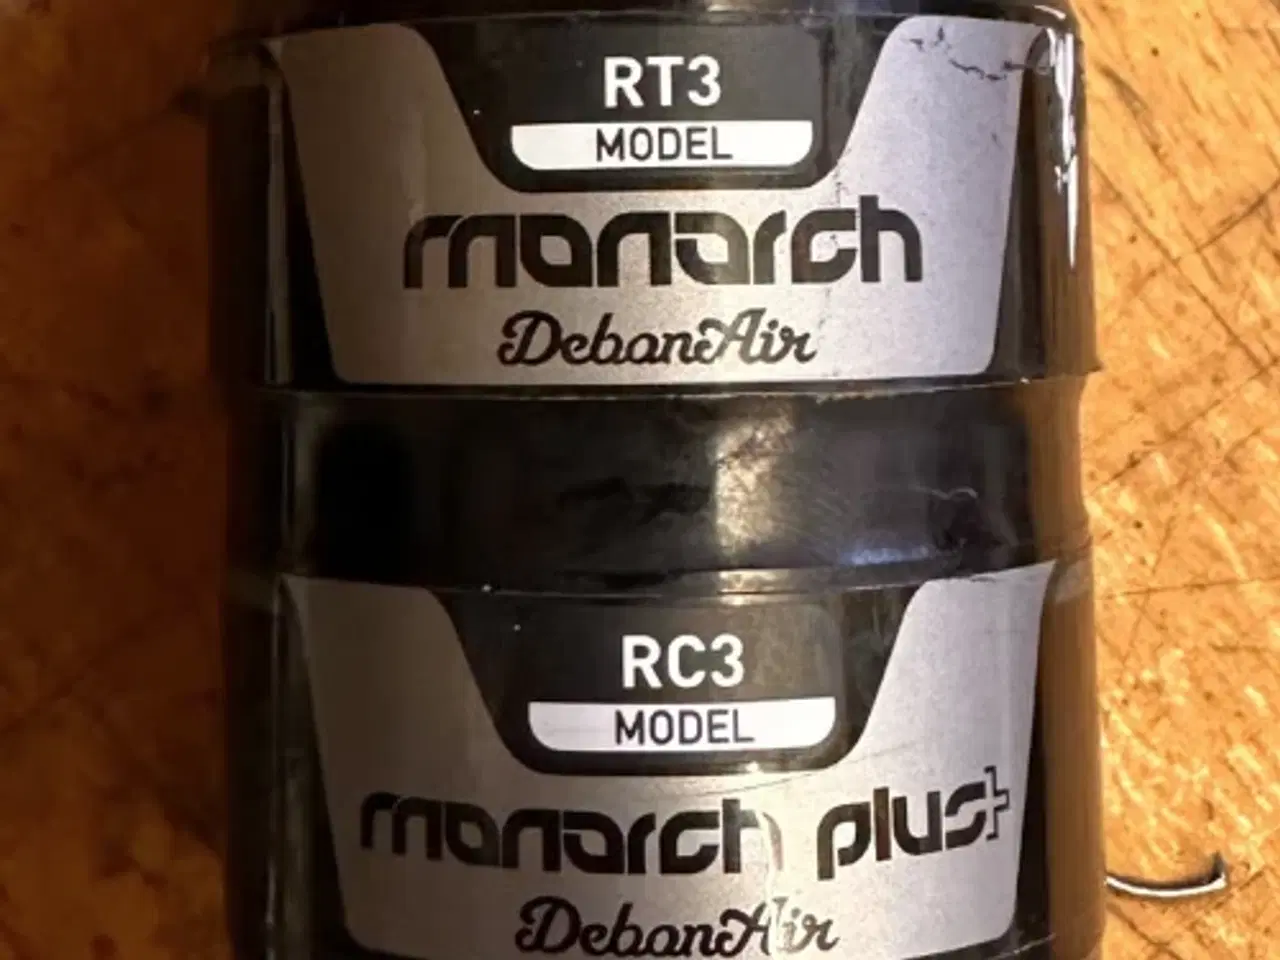 RT3
MODEL
monarch
DebonAir
RC3
MODEL
monarch plus+
DebonAir